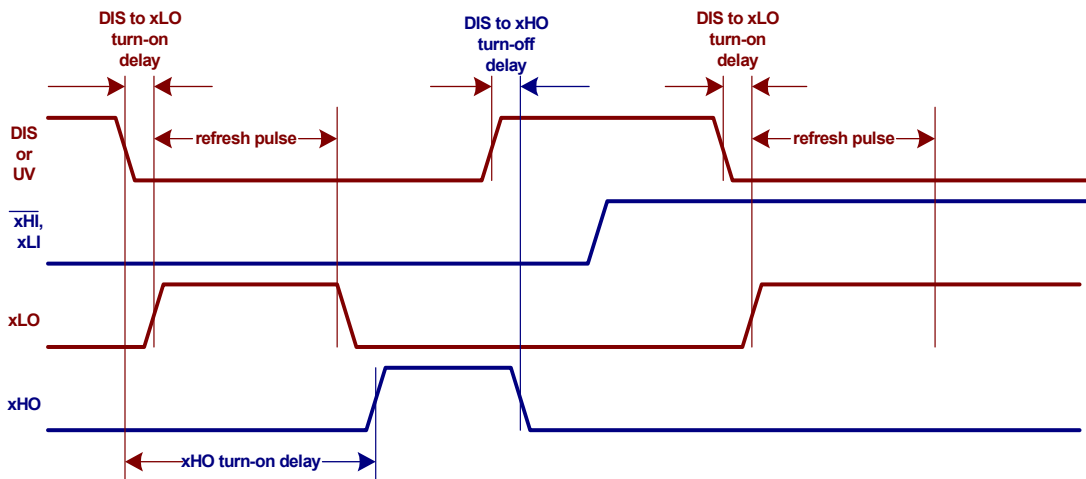 DIS to xLO
turn-on
delay
DIS to xHO
turn-off
delay
DIS to xLO
turn-on
delay
DIS
or
UV
refresh pulse
refresh pulse
xHI,
xLI
xLO
xHO
xHO turn-on delay